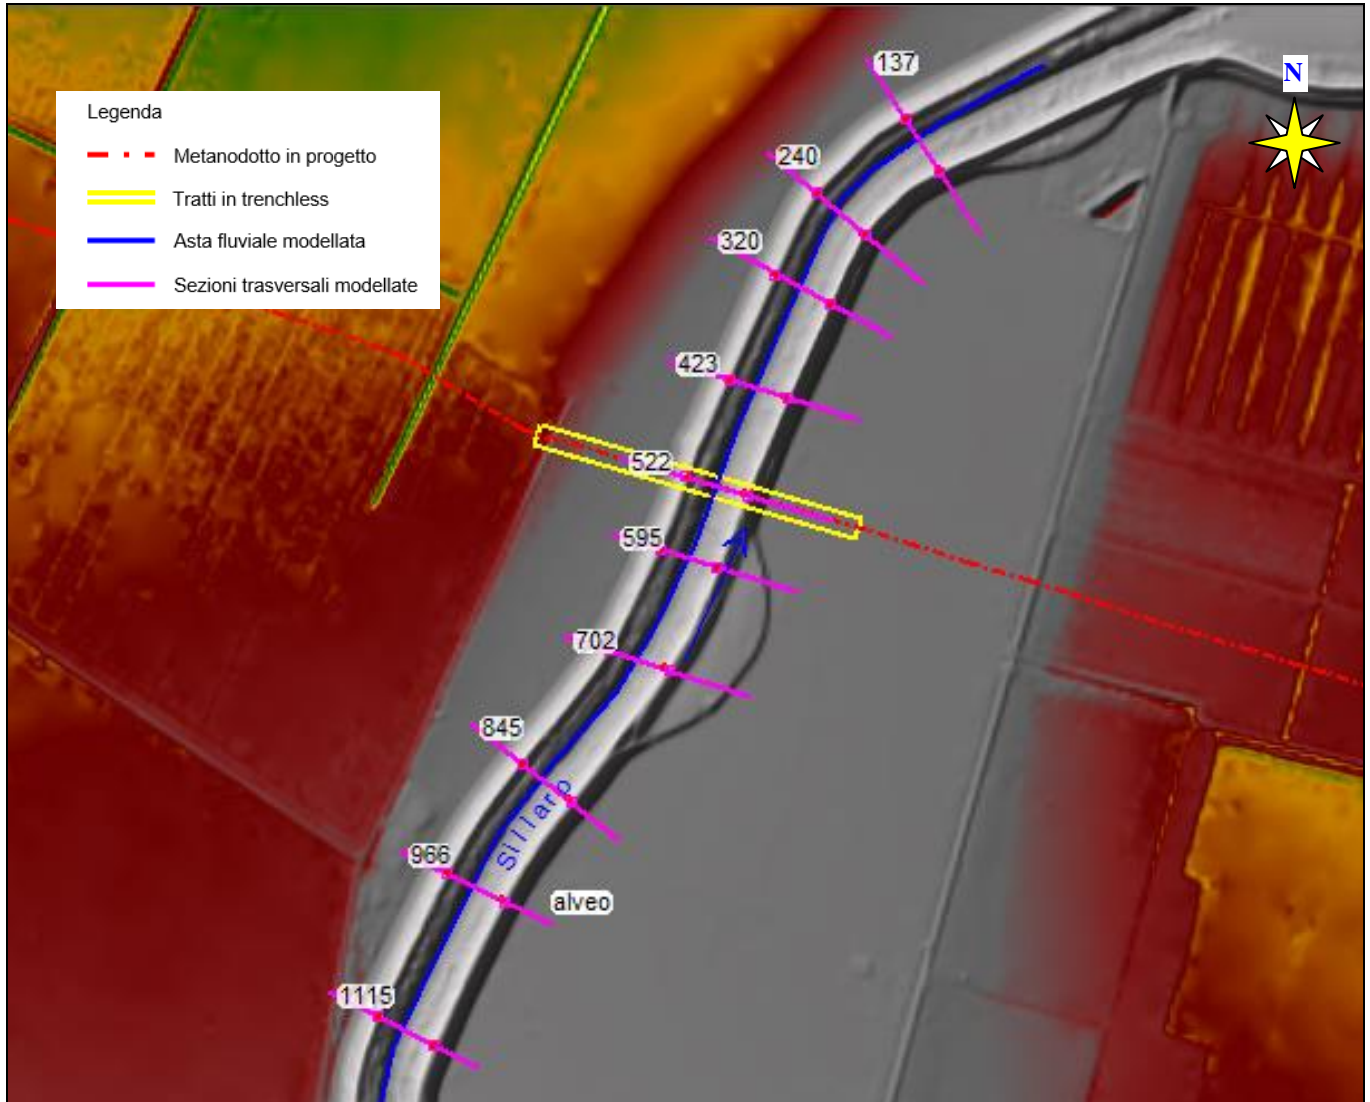 137
N
Legenda
Metanodotto in progetto
240
Tratti in trenchless
Asta fluviale modellata
320
Sezioni trasversali modellate
423
522
595
702
845
Sillaro
966
alveo
1115